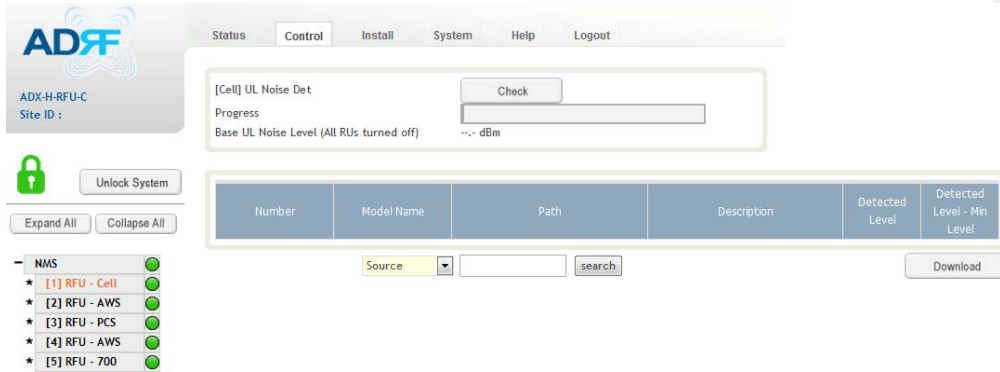 ADRF
Status Control Install System Help Logout
ADX-H-RFU-C
Site ID :
[Cell] UL Noise Det Check
Progress
Base UL Noise Level (All RUs turned off) --.- dBm
Unlock System
Expand All Collapse All
Number Model Name Path Description Detected Level Detected Level - Min Level
Source search Download
NMS
[1] RFU - Cell
[2] RFU - AWS
[3] RFU - PCS
[4] RFU - AWS
[5] RFU - 700